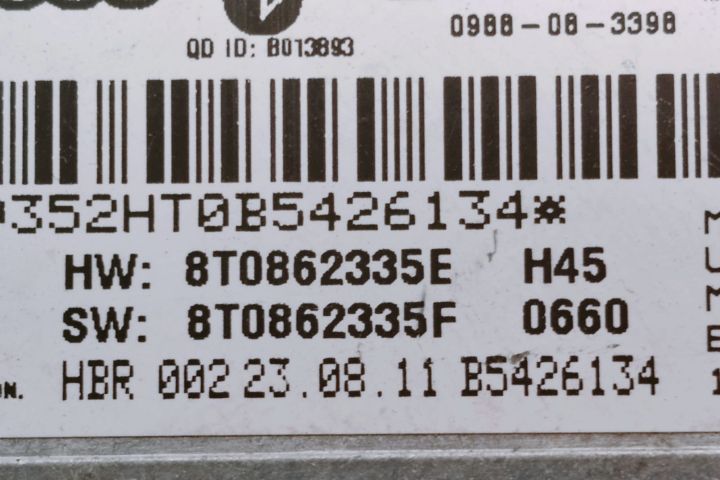 0988-08-3398
QD ID: B013893
352HT0B5426134*
HW: 8T0862335E H45
SW: 8T0862335F 0660
HBR 002 23.08.11 B5426134